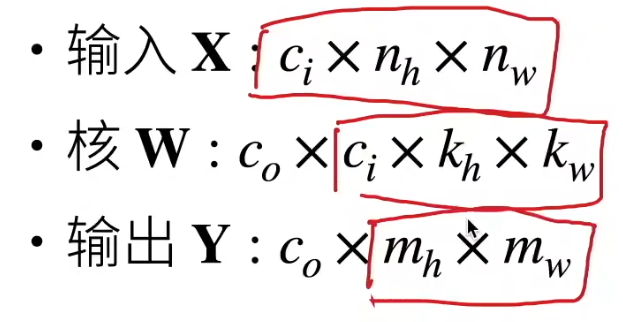 • 输入 X : c_i × n_h × n_w
• 核 W : c_o × c_i × k_h × k_w
• 输出 Y : c_o × m_h × m_w